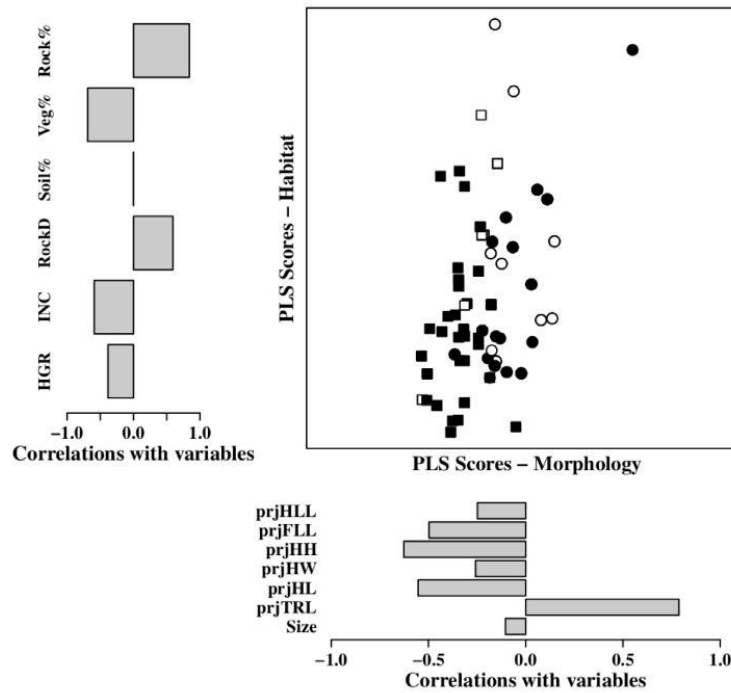 Rock%
Veg%
Soil%
RockD
INC
HGR
-1.0 0.0 1.0
Correlations with variables
PLS Scores – Habitat
PLS Scores – Morphology
prjHLL
prjFLL
prjHH
prjHW
prjHL
prjTRL
Size
-1.0 -0.5 0.0 0.5 1.0
Correlations with variables